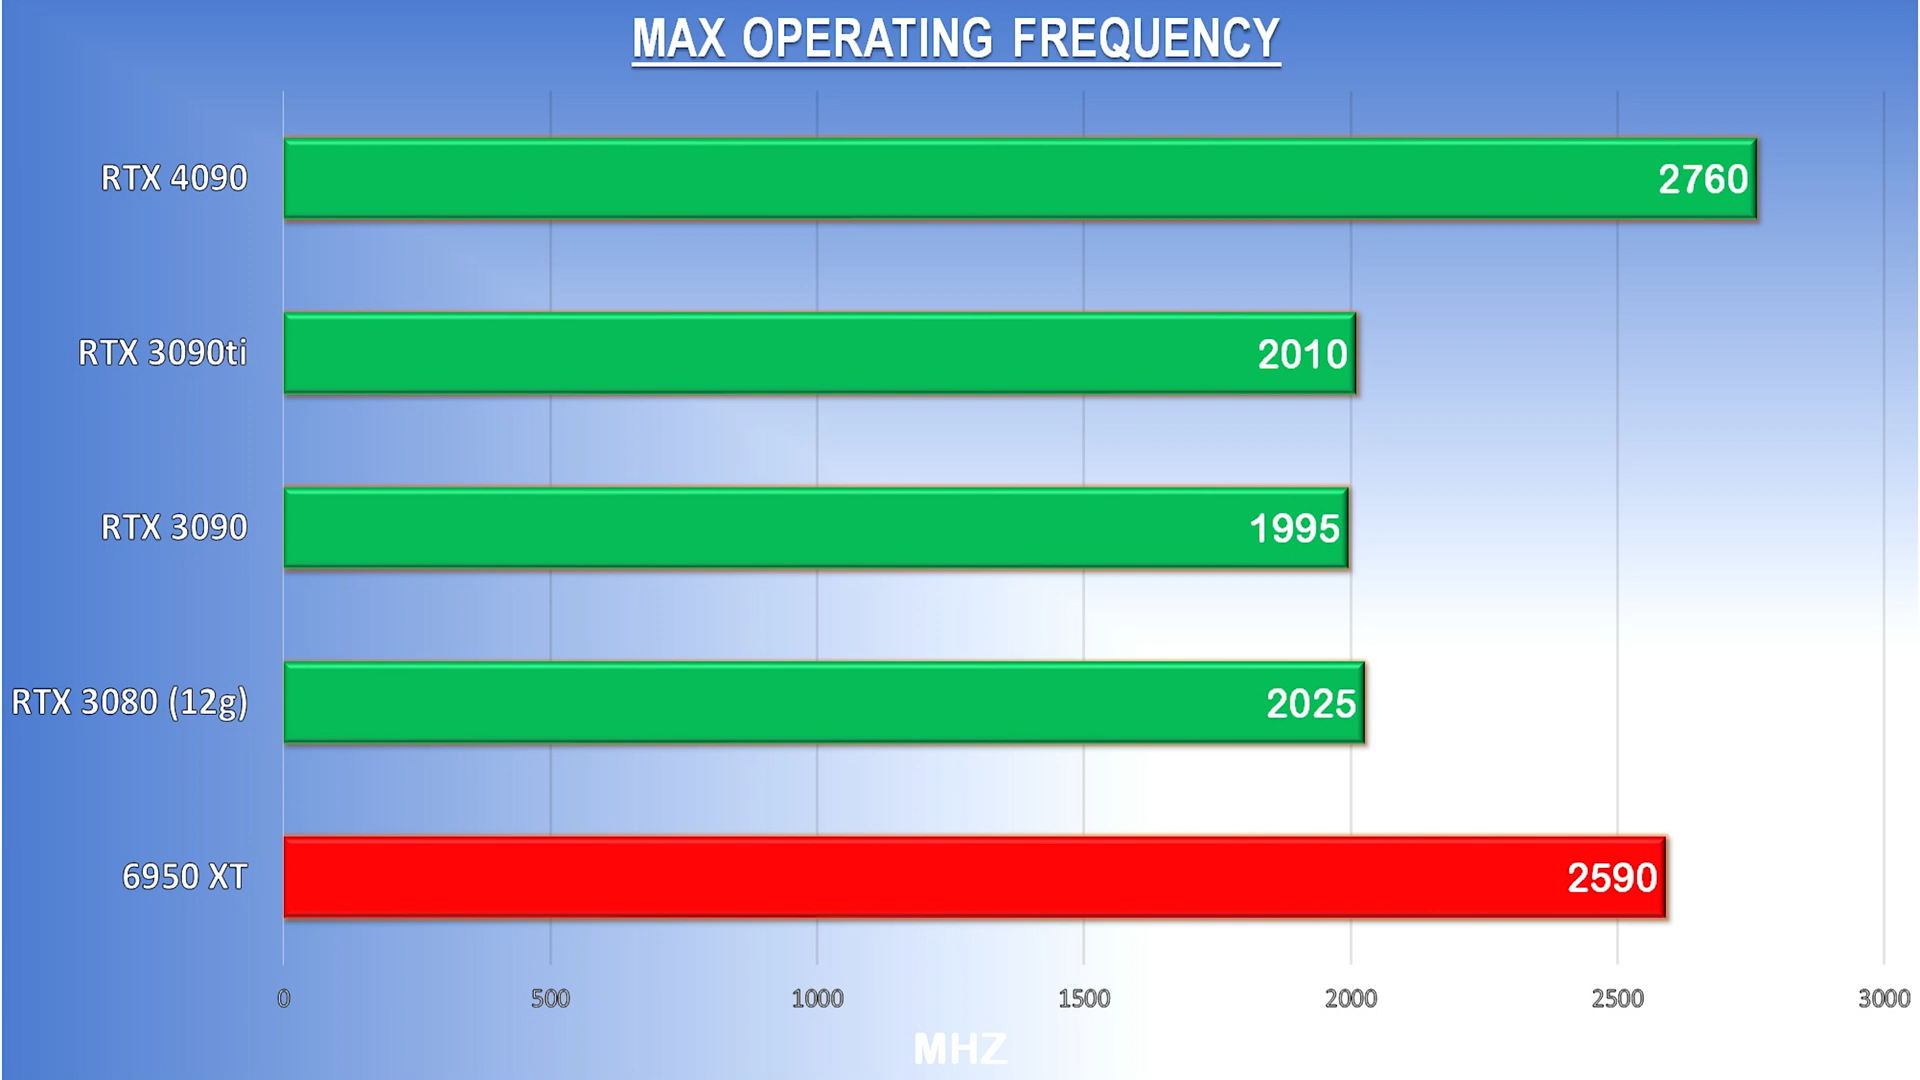 MAX OPERATING FREQUENCY
RTX 4090 2760
RTX 3090ti 2010
RTX 3090 1995
RTX 3080 (12g) 2025
6950 XT 2590
0 500 1000 1500 2000 2500 3000
MHZ